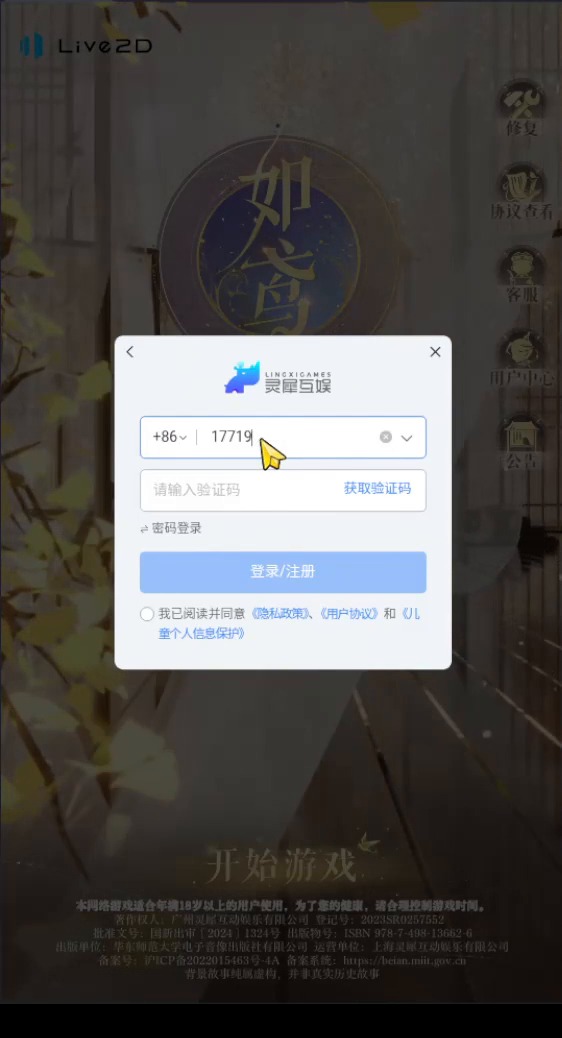 Live2D
修复
协议查看
如鸢
客服
用户中心
公告
LINGXIGAMES
灵犀互娱
+86
17719
请输入验证码
获取验证码
密码登录
登录/注册
我已阅读并同意《隐私政策》、《用户协议》和《儿
童个人信息保护》
开始游戏
本网络游戏适合年满18岁以上的用户使用，为了您的健康，请合理控制游戏时间。
著作权人：广州灵犀互动娱乐有限公司 登记号：2023SR0257552
批准文号：国新出审［2024］1324号 出版物号：ISBN 978-7-498-13662-6
出版单位：华东师范大学电子音像出版社有限公司 运营单位：上海灵犀互动娱乐有限公司
备案号：沪ICP备2022015463号-4A 备案系统：https://beian.miit.gov.cn
背景故事纯属虚构，并非真实历史故事